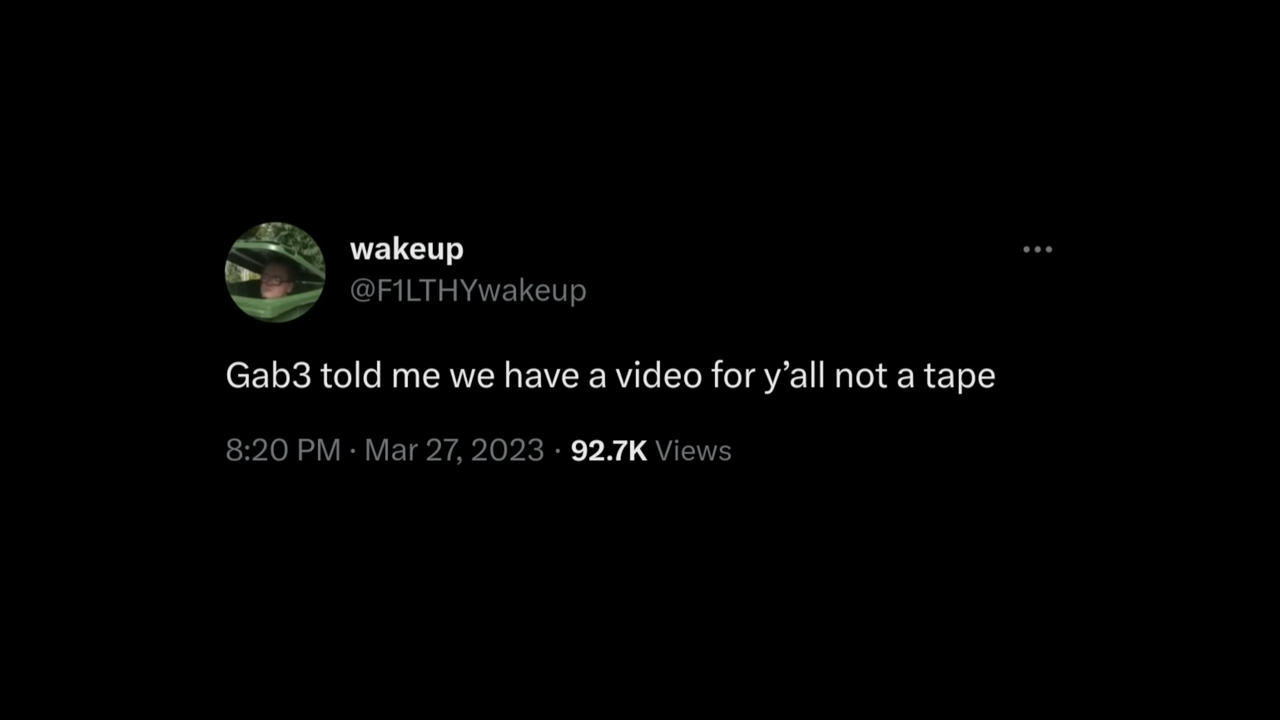 wakeup
@F1LTHYwakeup
Gab3 told me we have a video for y’all not a tape
8:20 PM · Mar 27, 2023 · 92.7K Views